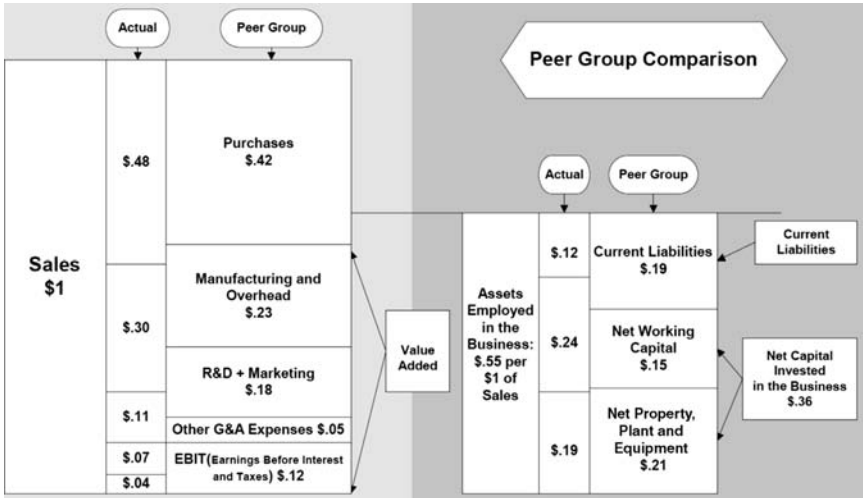 Actual
Peer Group
Peer Group Comparison
Sales
$1
$.48
$.30
$.11
$.07
$.04
Purchases
$.42
Manufacturing and
Overhead
$.23
R&D + Marketing
$.18
Other G&A Expenses $.05
EBIT(Earnings Before Interest
and Taxes) $.12
Value
Added
Actual
Peer Group
Assets
Employed
in the
Business:
$.55 per
$1 of
Sales
$.12
$.24
$.19
Current Liabilities
$.19
Net Working
Capital
$.15
Net Property,
Plant and
Equipment
$.21
Current
Liabilities
Net Capital
Invested
in the Business
$.36